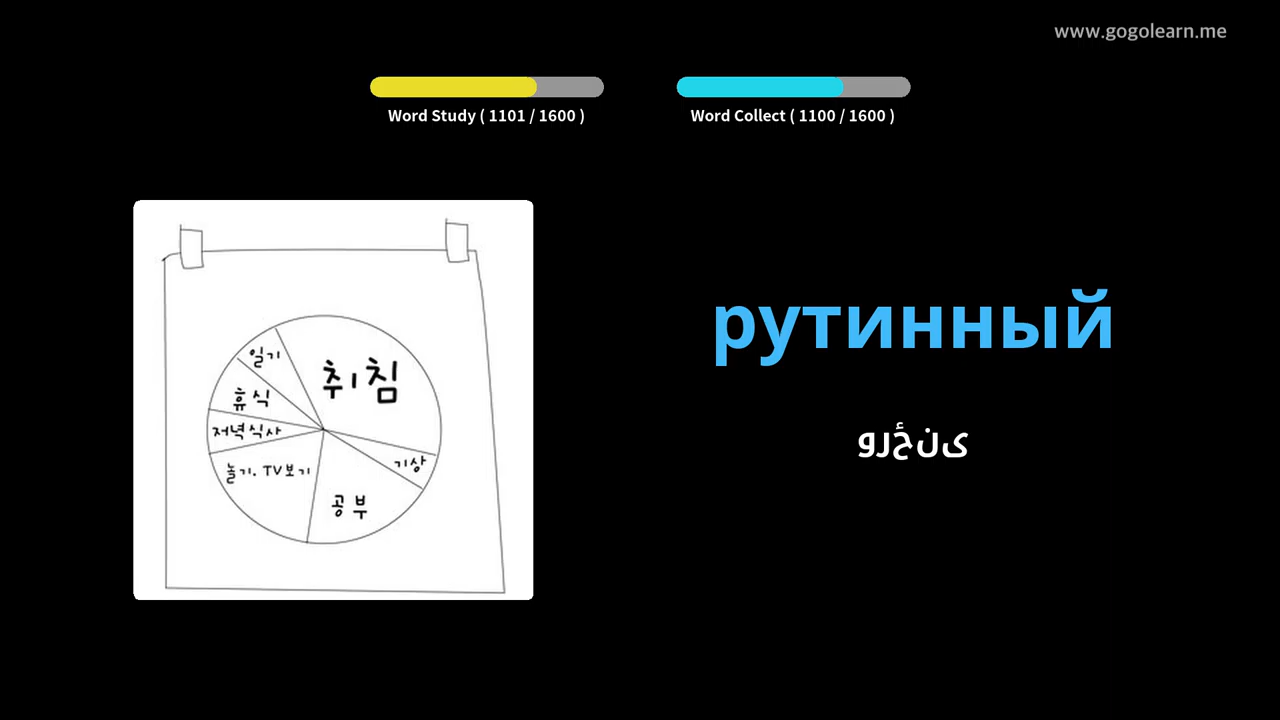 www.gogolearn.me
Word Study ( 1101 / 1600 )
Word Collect ( 1100 / 1600 )
일기
취침
휴식
저녁식사
기상
놀기. TV보기
공부
рутинный
ىنځرو